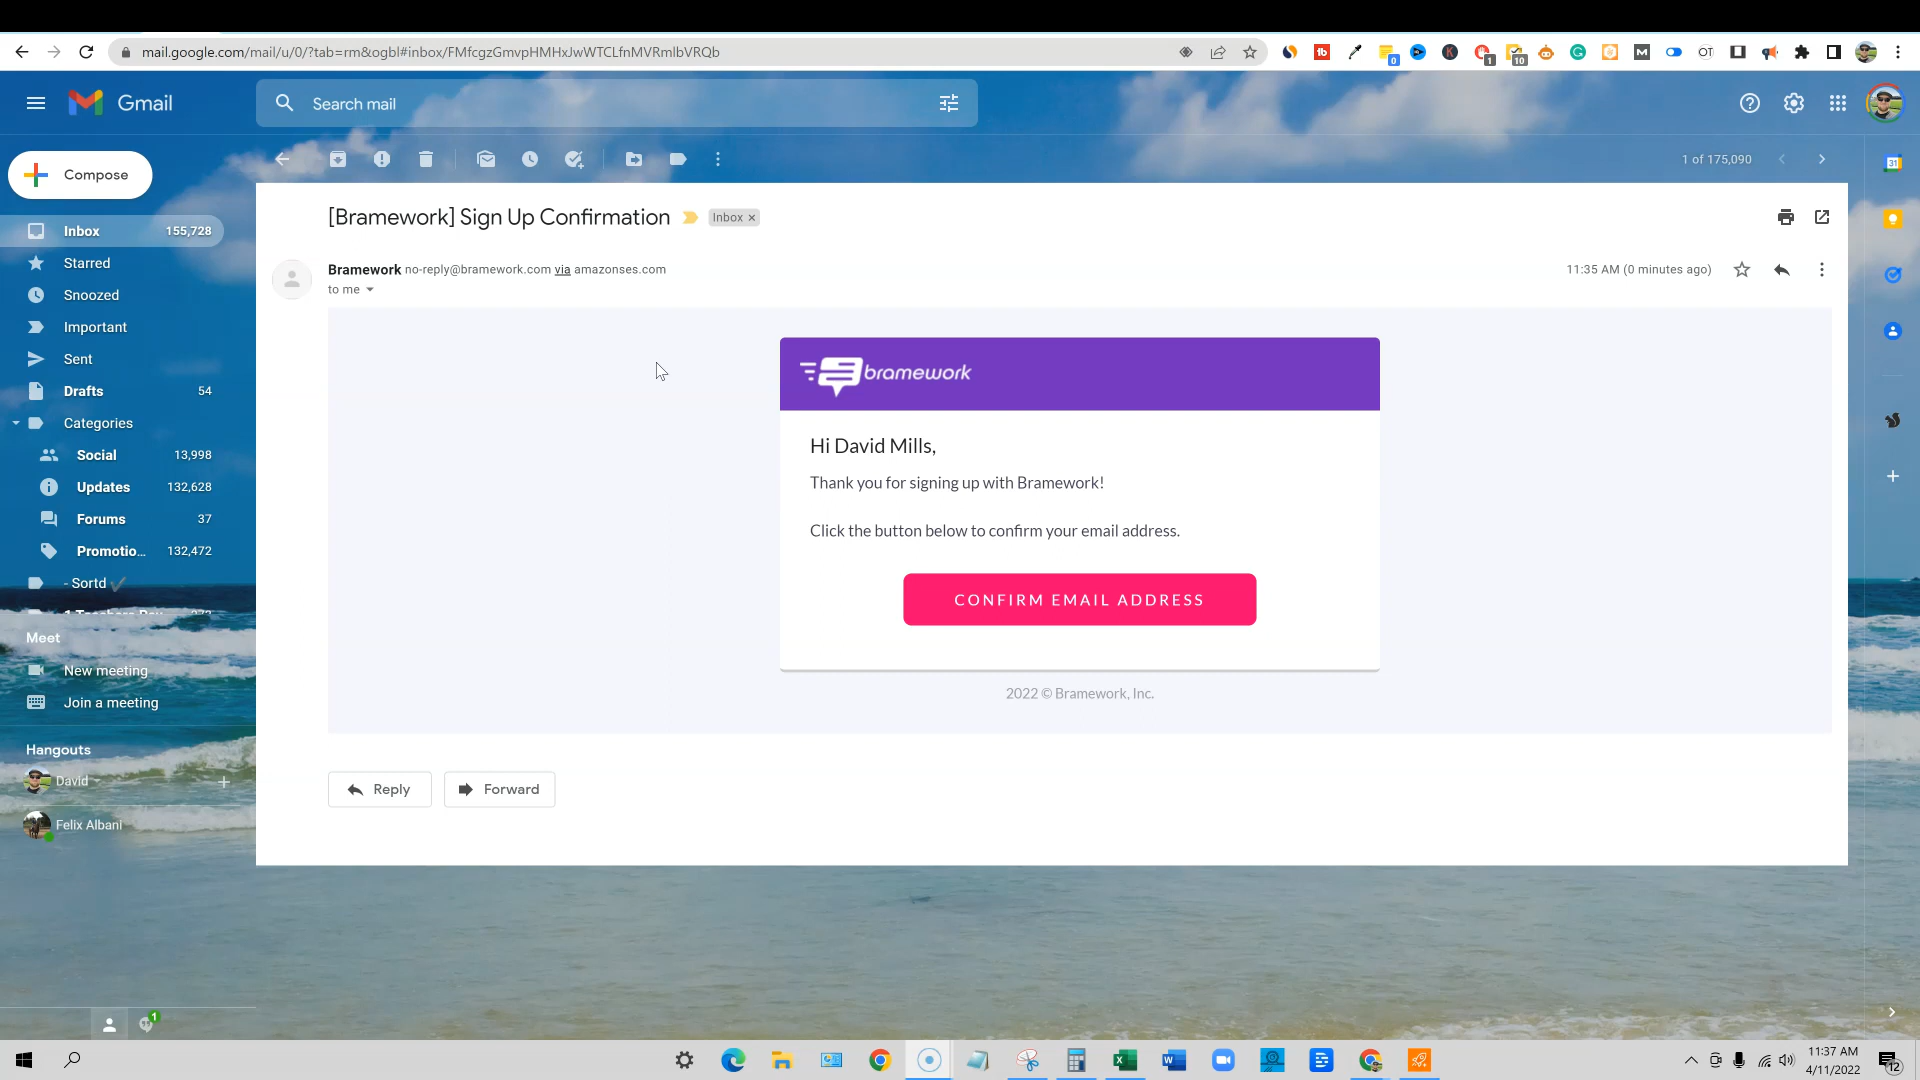 mail.google.com/mail/u/0/?tab=rm&ogbl#inbox/FMfcgzGmvpHMHxJwWTCLfnMVRmlbVRQb
Gmail
Search mail
1 of 175,090
Compose
[Bramework] Sign Up Confirmation
Inbox ×
Inbox 155,728
Starred
Snoozed
Important
Sent
Drafts 54
Categories
Social 13,998
Updates 132,628
Forums 37
Promotio... 132,472
- Sortd ✓
Meet
New meeting
Join a meeting
Hangouts
David
Felix Albani
1
Bramework no-reply@bramework.com via amazonses.com
11:35 AM (0 minutes ago)
to me
bramework
Hi David Mills,
Thank you for signing up with Bramework!
Click the button below to confirm your email address.
CONFIRM EMAIL ADDRESS
2022 © Bramework, Inc.
Reply
Forward
11:37 AM
4/11/2022
12